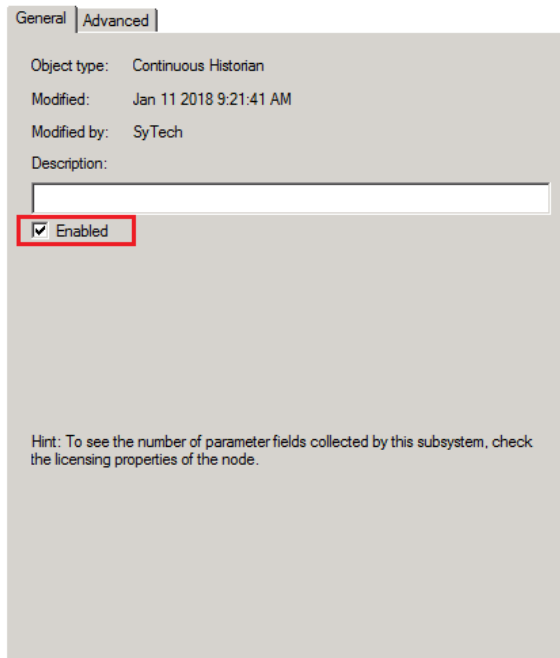 General Advanced
Object type: Continuous Historian
Modified: Jan 11 2018 9:21:41 AM
Modified by: SyTech
Description:
Enabled
Hint: To see the number of parameter fields collected by this subsystem, check
the licensing properties of the node.